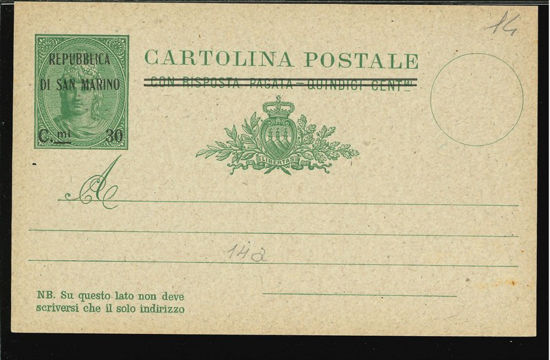 14
REPUBBLICA
DI SAN MARINO
C.mi 30
CARTOLINA POSTALE
CON RISPOSTA PAGATA - QUINDICI CENT.MI
LIBERTAS
A
142
NB. Su questo lato non deve
scriversi che il solo indirizzo